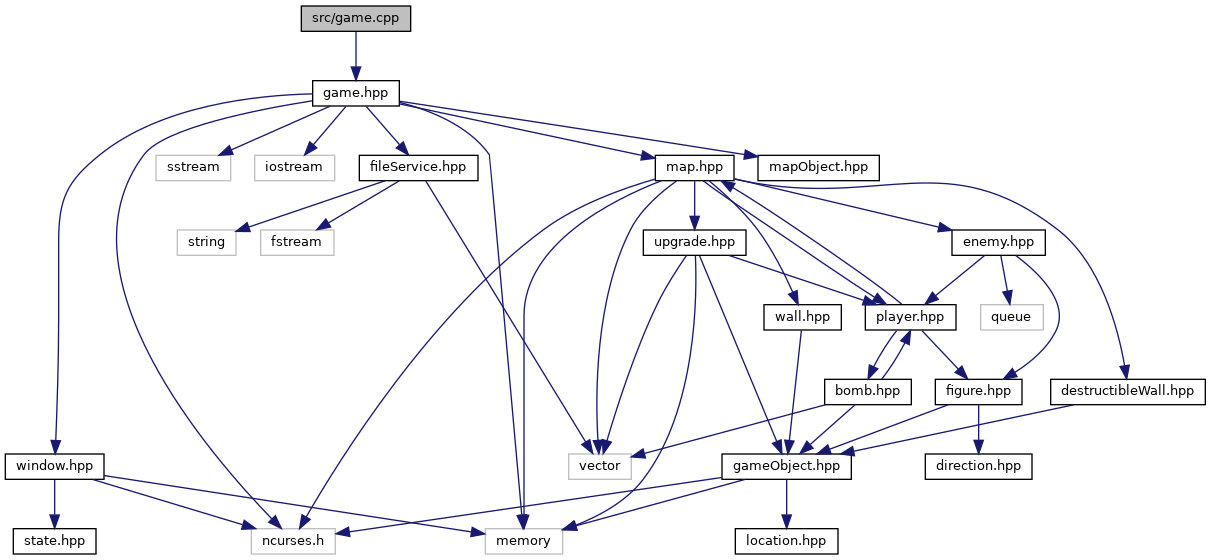 src/game.cpp
game.hpp
sstream
iostream
fileService.hpp
map.hpp
mapObject.hpp
string
fstream
upgrade.hpp
enemy.hpp
wall.hpp
player.hpp
queue
bomb.hpp
figure.hpp
destructibleWall.hpp
window.hpp
vector
gameObject.hpp
direction.hpp
state.hpp
ncurses.h
memory
location.hpp